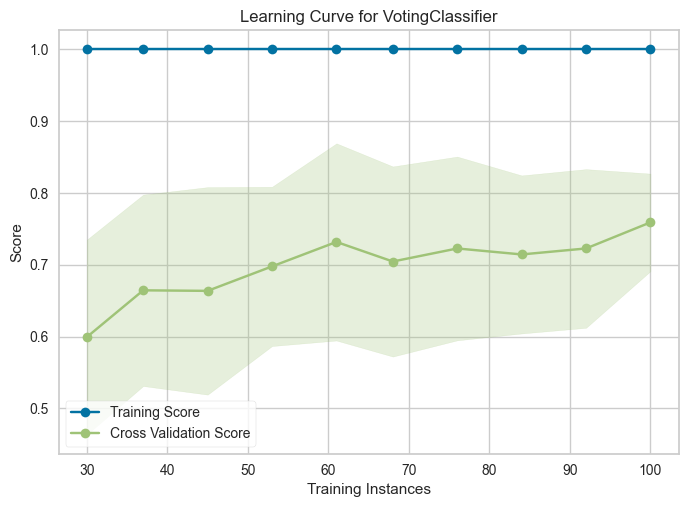 Learning Curve for VotingClassifier
Score
1.0
0.9
0.8
0.7
0.6
0.5
Training Score
Cross Validation Score
30 40 50 60 70 80 90 100
Training Instances